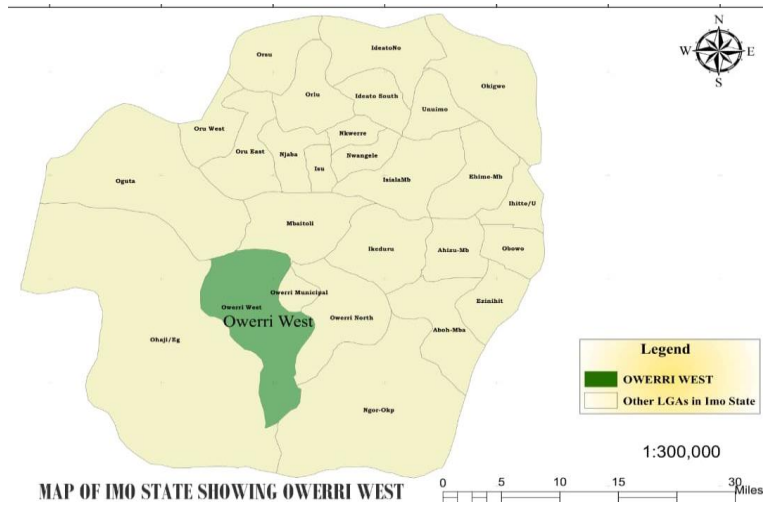 N
W
E
S
IdeatoNo
Orsu
Okigwe
Orlu
Ideato South
Unuimo
Oru West
Nkwerre
Oru East
Njaba
Nwangele
Isu
Oguta
IsialaMb
Ehime-Mb
Ihitte/U
Mbaitoli
Ikeduru
Ahizu-Mb
Obowo
Owerri Municipal
Ezinihit
Owerri West
Owerri West
Owerri North
Aboh-Mba
Ohaji/Eg
Ngor-Okp
Legend
OWERRI WEST
Other LGAs in Imo State
1:300,000
MAP OF IMO STATE SHOWING OWERRI WEST
0 5 10 15 30
Miles